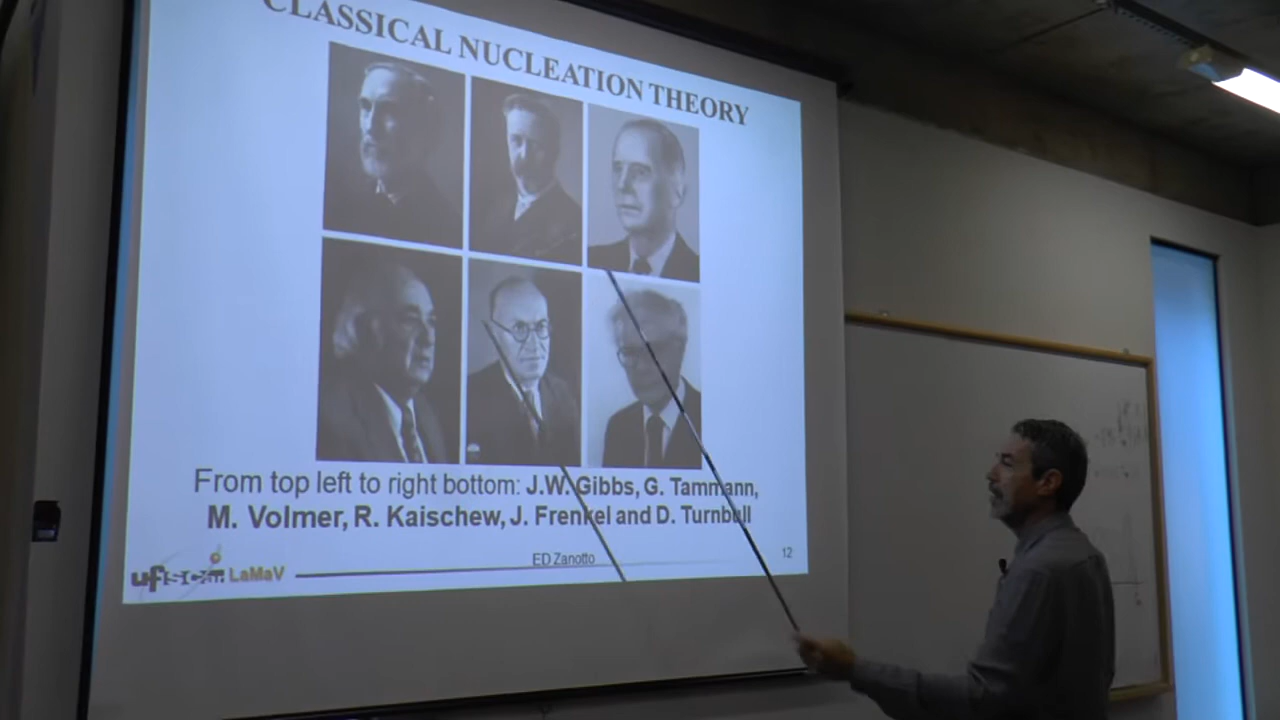 CLASSICAL NUCLEATION THEORY
From top left to right bottom: J.W. Gibbs, G. Tammann,
M. Volmer, R. Kaischew, J. Frenkel and D. Turnbull
ED Zanotto
12
ufscar LaMaV